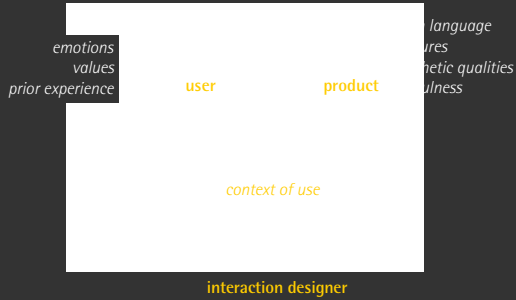 emotions
values
prior experience
language
user
product
context of use
interaction designer
qualities